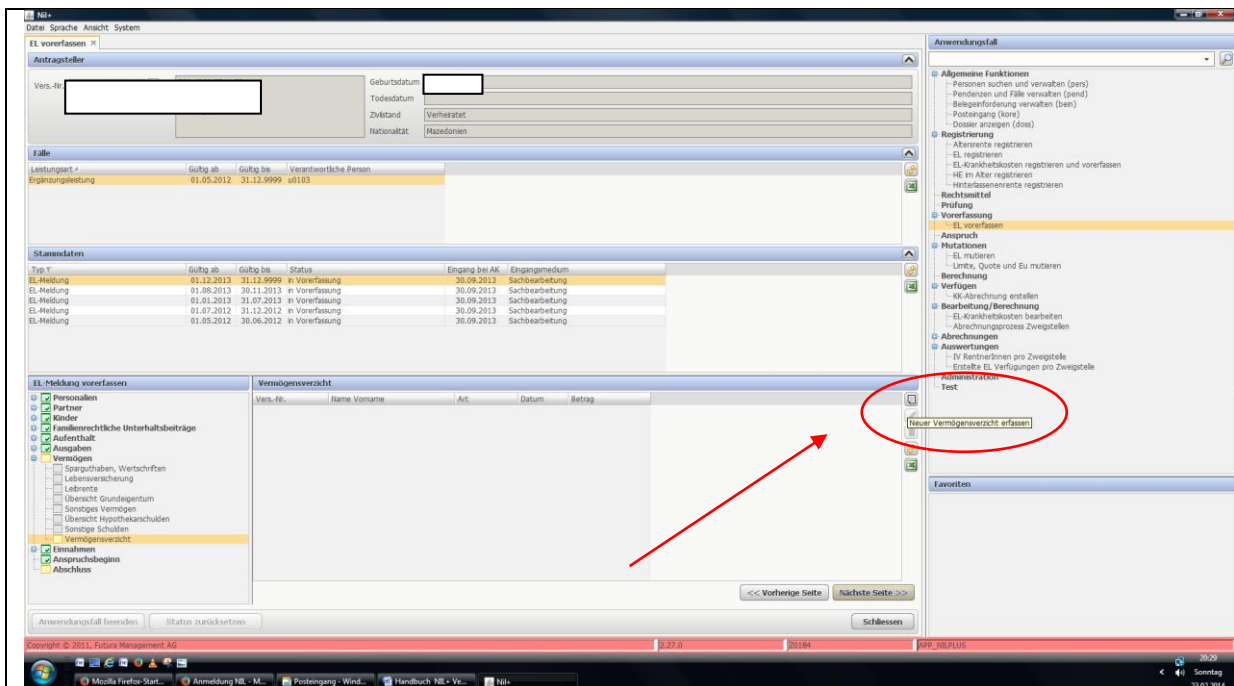 Nil+
Datei Sprache Ansicht System
EL vorerfassen
Antragsteller
Vers.-Nr.
Geburtsdatum
Todesdatum
Zivilstand Verheiratet
Nationalität Mazedonien
Fälle
Leistungsart Gültig ab Gültig bis Verantwortliche Person
Ergänzungsleistung 01.05.2012 31.12.9999 u0103
Stammdaten
Typ Gültig ab Gültig bis Status Eingang bei AK Eingangsmedium
EL-Meldung 01.12.2013 31.12.9999 in Vorerfassung 30.09.2013 Sachbearbeitung
EL-Meldung 01.08.2013 30.11.2013 in Vorerfassung 30.09.2013 Sachbearbeitung
EL-Meldung 01.01.2013 31.07.2013 in Vorerfassung 30.09.2013 Sachbearbeitung
EL-Meldung 01.07.2012 31.12.2012 in Vorerfassung 30.09.2013 Sachbearbeitung
EL-Meldung 01.05.2012 30.06.2012 in Vorerfassung 30.09.2013 Sachbearbeitung
EL-Meldung vorerfassen
Personalien
Partner
Kinder
Familienrechtliche Unterhaltsbeiträge
Aufenthalt
Ausgaben
Vermögen
Sparguthaben, Wertschriften
Lebensversicherung
Leibrente
Übersicht Grundeigentum
Sonstiges Vermögen
Übersicht Hypothekarschulden
Sonstige Schulden
Vermögensverzicht
Einnahmen
Anspruchsbeginn
Abschluss
Vermögensverzicht
Vers.-Nr. Name Vorname Art Datum Betrag
Neuer Vermögensverzicht erfassen
<< Vorherige Seite Nächste Seite >>
Anwendungsfall beenden Status zurücksetzen Schliessen
Anwendungsfall
Allgemeine Funktionen
Personen suchen und verwalten (pers)
Pendenzen und Fälle verwalten (pend)
Belegeinforderung verwalten (bein)
Posteingang (kore)
Dossier anzeigen (doss)
Registrierung
Altersrente registrieren
EL registrieren
EL-Krankheitskosten registrieren und vorerfassen
HE im Alter registrieren
Hinterlassenenrente registrieren
Rechtsmittel
Prüfung
Vorerfassung
EL vorerfassen
Anspruch
Mutationen
EL mutieren
Limite, Quote und Eu mutieren
Berechnung
Verfügen
KK-Abrechnung erstellen
Bearbeitung/Berechnung
EL-Krankheitskosten bearbeiten
Abrechnungsprozess Zweigstellen
Abrechnungen
Auswertungen
IV RentnerInnen pro Zweigstelle
Erstellte EL Verfügungen pro Zweigstelle
Administration
Test
Favoriten
Copyright © 2011, Futura Management AG 2.27.0 Z0184 APP_NILPLUS
Mozilla Firefox-Start... Anmeldung NIL - M... Posteingang - Wind... Handbuch NIL+ Ve... Nil+
20:29
Sonntag
23.02.2014